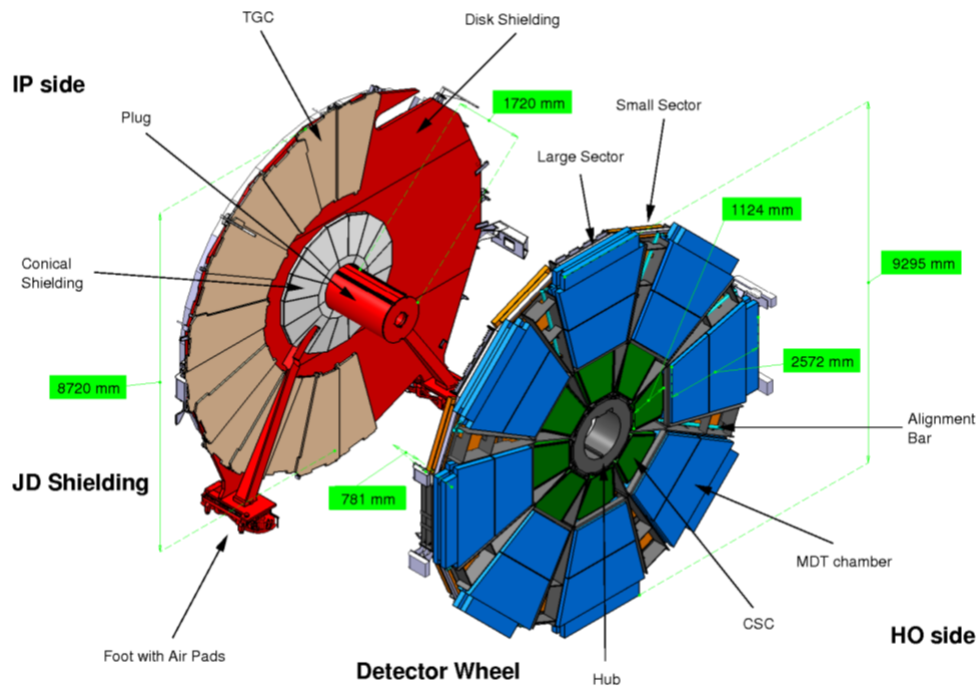 TGC
Disk Shielding
IP side
1720 mm
Small Sector
Plug
Large Sector
1124 mm
Conical
Shielding
9295 mm
2572 mm
8720 mm
Alignment
Bar
JD Shielding
781 mm
MDT chamber
CSC
HO side
Foot with Air Pads
Detector Wheel
Hub